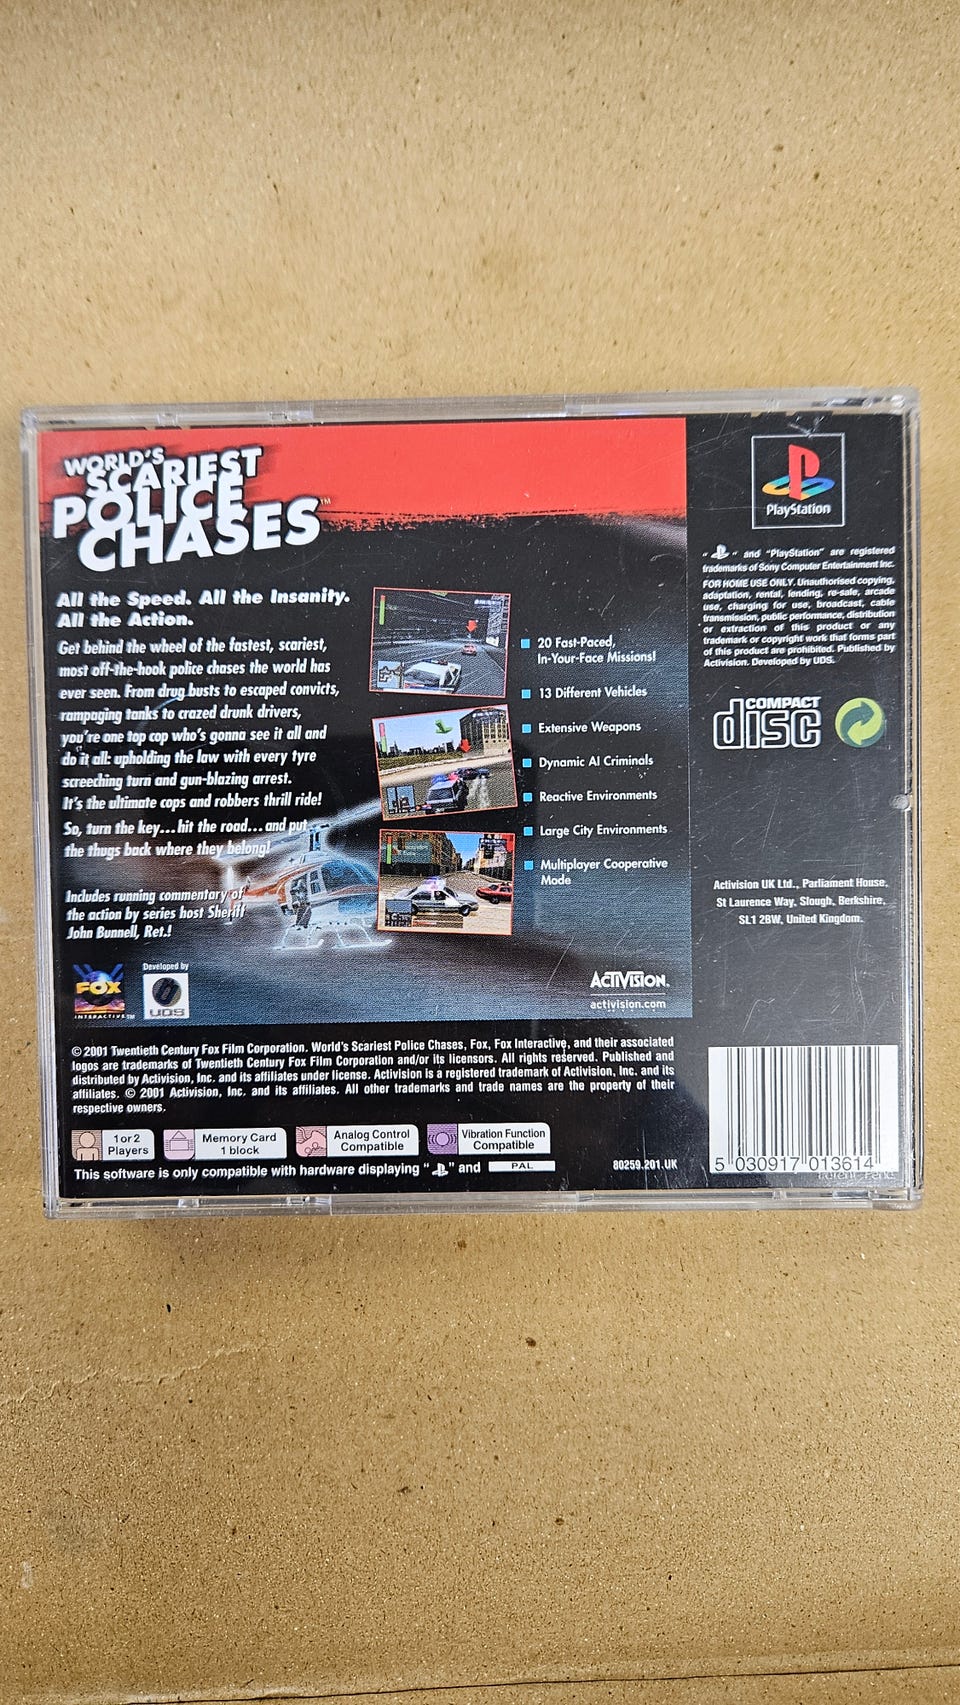 WORLD'S
SCARIEST
POLICE
CHASES™
All the Speed. All the Insanity.
All the Action.
Get behind the wheel of the fastest, scariest,
most off-the-hook police chases the world has
ever seen. From drug busts to escaped convicts,
rampaging tanks to crazed drunk drivers,
you're one top cop who's gonna see it all and
do it all: upholding the law with every tyre
screeching turn and gun-blazing arrest.
It's the ultimate cops and robbers thrill ride!
So, turn the key...hit the road...and put
the thugs back where they belong!
Includes running commentary of
the action by series host Sheriff
John Bunnell, Ret.!
20 Fast-Paced,
In-Your-Face Missions!
13 Different Vehicles
Extensive Weapons
Dynamic AI Criminals
Reactive Environments
Large City Environments
Multiplayer Cooperative
Mode
FOX
INTERACTIVE™
Developed by
UDS
ACTIVISION.
activision.com
© 2001 Twentieth Century Fox Film Corporation. World's Scariest Police Chases, Fox, Fox Interactive, and their associated
logos are trademarks of Twentieth Century Fox Film Corporation and/or its licensors. All rights reserved. Published and
distributed by Activision, Inc. and its affiliates under license. Activision is a registered trademark of Activision, Inc. and its
affiliates. © 2001 Activision, Inc. and its affiliates. All other trademarks and trade names are the property of their
respective owners.
1 or 2
Players
Memory Card
1 block
Analog Control
Compatible
Vibration Function
Compatible
This software is only compatible with hardware displaying " " and PAL
80259.201.UK
PlayStation
" " and "PlayStation" are registered
trademarks of Sony Computer Entertainment Inc.
FOR HOME USE ONLY. Unauthorised copying,
adaptation, rental, lending, re-sale, arcade
use, charging for use, broadcast, cable
transmission, public performance, distribution
or extraction of this product or any
trademark or copyright work that forms part
of this product are prohibited. Published by
Activision. Developed by UDS.
COMPACT
disc
Activision UK Ltd., Parliament House,
St Laurence Way, Slough, Berkshire,
SL1 2BW, United Kingdom.
5 030917 013614